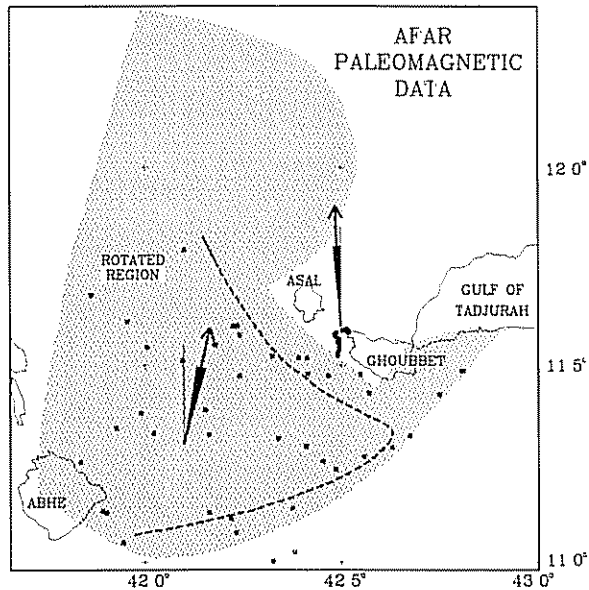 AFAR
PALEOMAGNETIC
DATA
12 0°
ROTATED
REGION
ASAL
GULF OF
TADJURAH
GHOUBBET
11 5°
ABHE
11 0°
42 0°
42 5°
43 0°